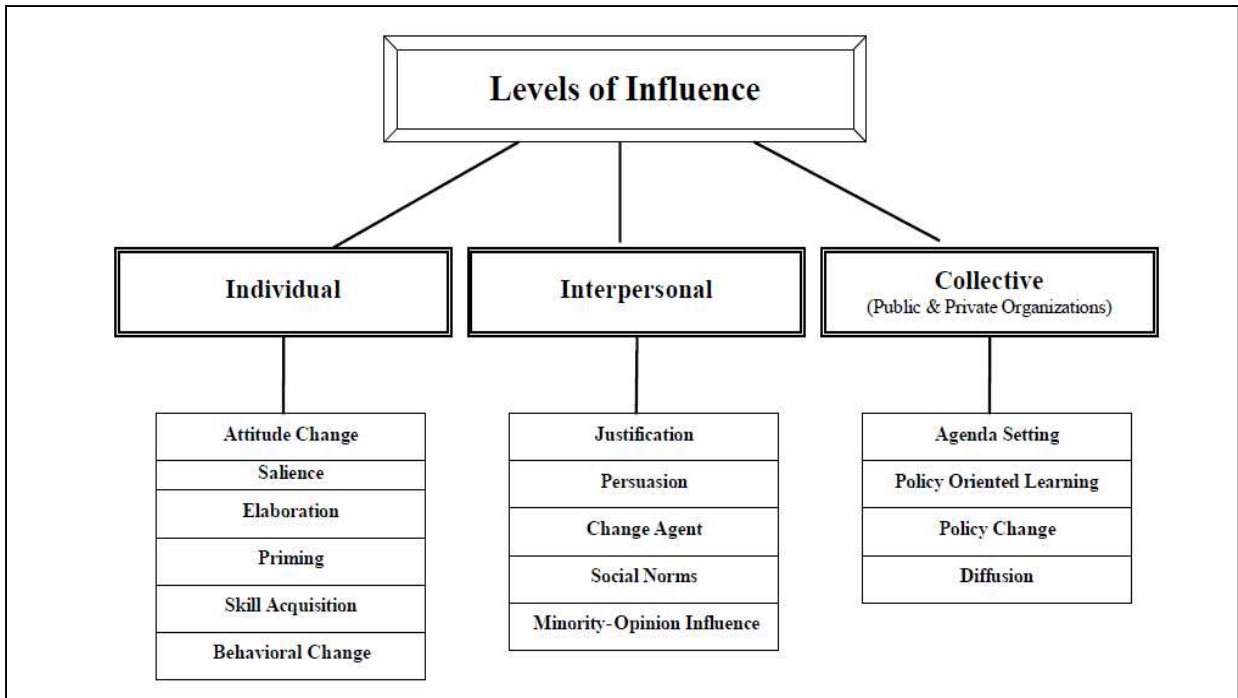 Levels of Influence
Individual
Interpersonal
Collective
(Public & Private Organizations)
Attitude Change
Salience
Elaboration
Priming
Skill Acquisition
Behavioral Change
Justification
Persuasion
Change Agent
Social Norms
Minority-Opinion Influence
Agenda Setting
Policy Oriented Learning
Policy Change
Diffusion